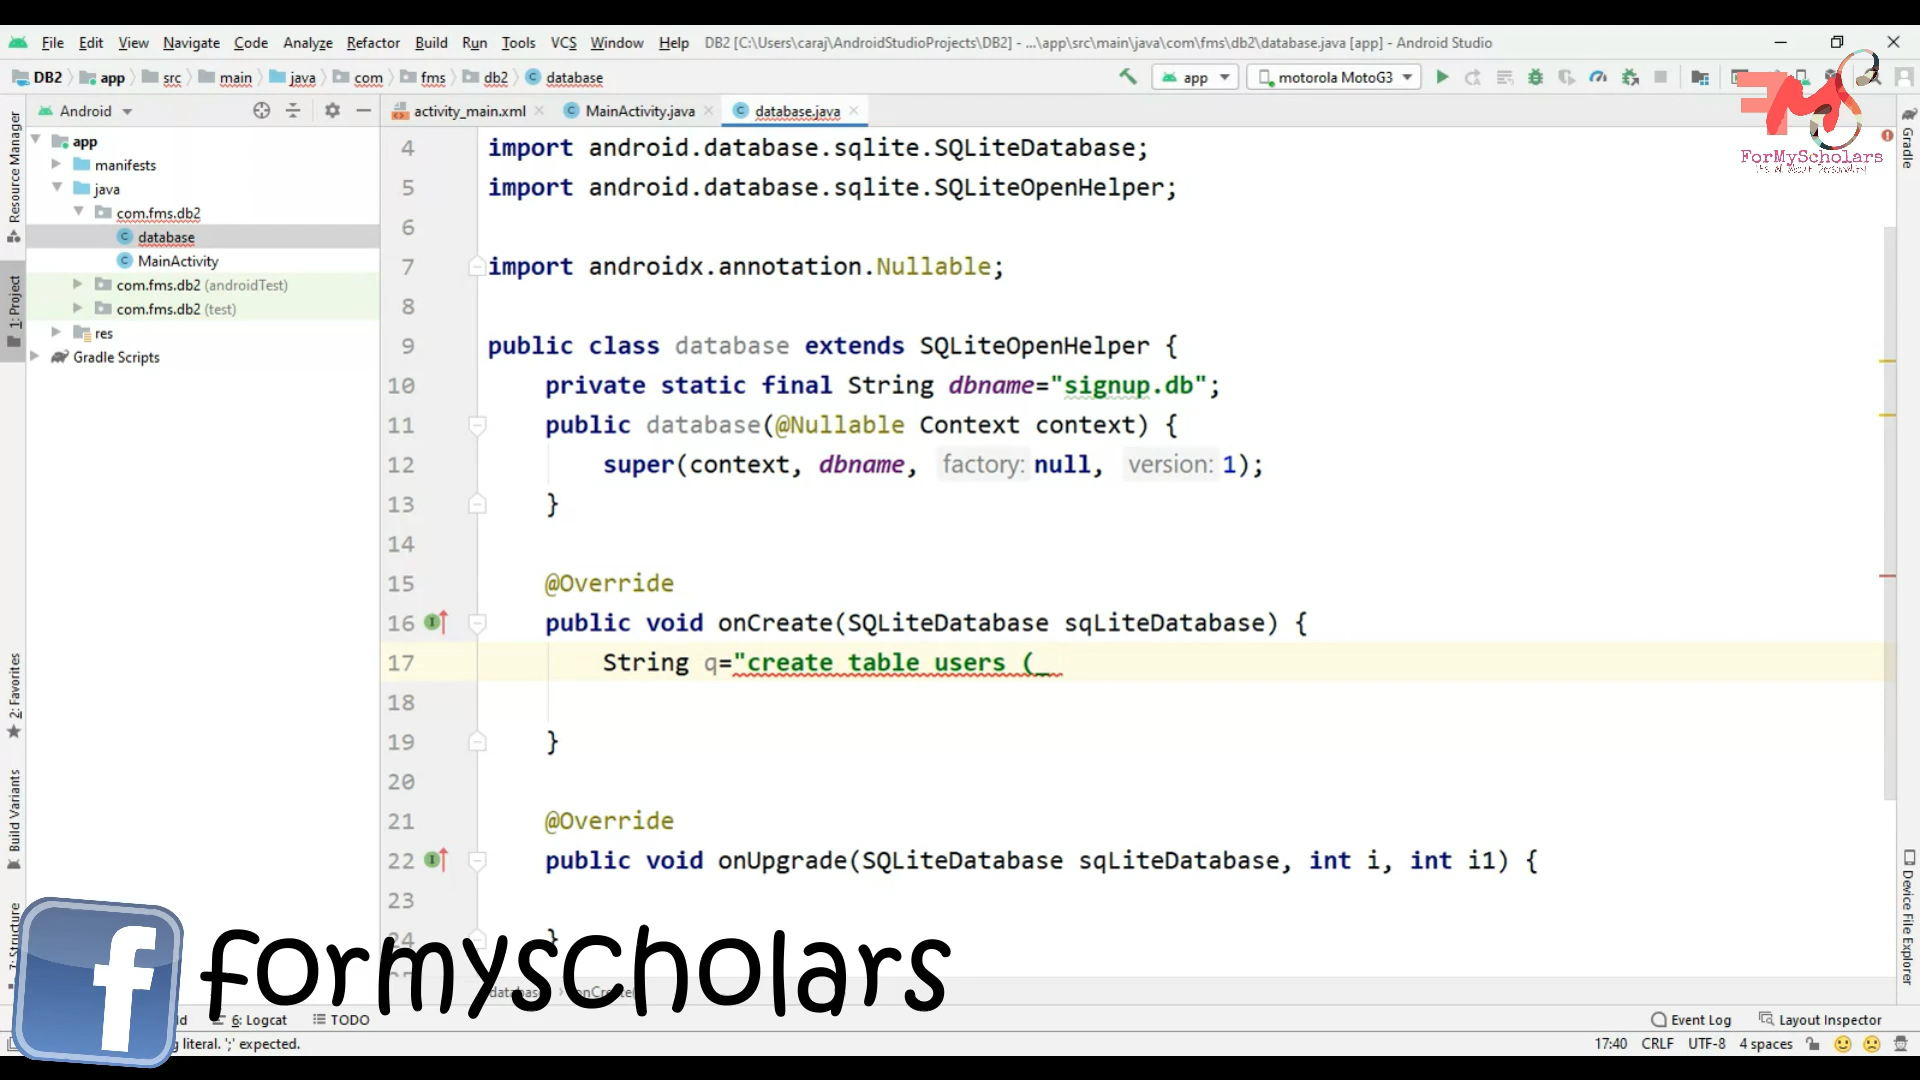 File Edit View Navigate Code Analyze Refactor Build Run Tools VCS Window Help DB2 [C:\Users\caraj\AndroidStudioProjects\DB2] - ...\app\src\main\java\com\fms\db2\database.java [app] - Android Studio
DB2 app src main java com fms db2 database app motorola MotoG3
Android activity_main.xml MainActivity.java database.java
FM
ForMyScholars
app
manifests
java
com.fms.db2
database
MainActivity
com.fms.db2 (androidTest)
com.fms.db2 (test)
res
Gradle Scripts
Resource Manager
1: Project
2: Favorites
Build Variants
7: Structure
Gradle
Device File Explorer
4 import android.database.sqlite.SQLiteDatabase;
5 import android.database.sqlite.SQLiteOpenHelper;
6
7 import androidx.annotation.Nullable;
8
9 public class database extends SQLiteOpenHelper {
10 private static final String dbname="signup.db";
11 public database(@Nullable Context context) {
12 super(context, dbname, factory: null, version: 1);
13 }
14
15 @Override
16 public void onCreate(SQLiteDatabase sqLiteDatabase) {
17 String q="create table users (_
18
19 }
20
21 @Override
22 public void onUpgrade(SQLiteDatabase sqLiteDatabase, int i, int i1) {
23
24 }
f formyscholars
database onCreate()
6: Logcat TODO Event Log Layout Inspector
literal. ';' expected. 17:40 CRLF UTF-8 4 spaces